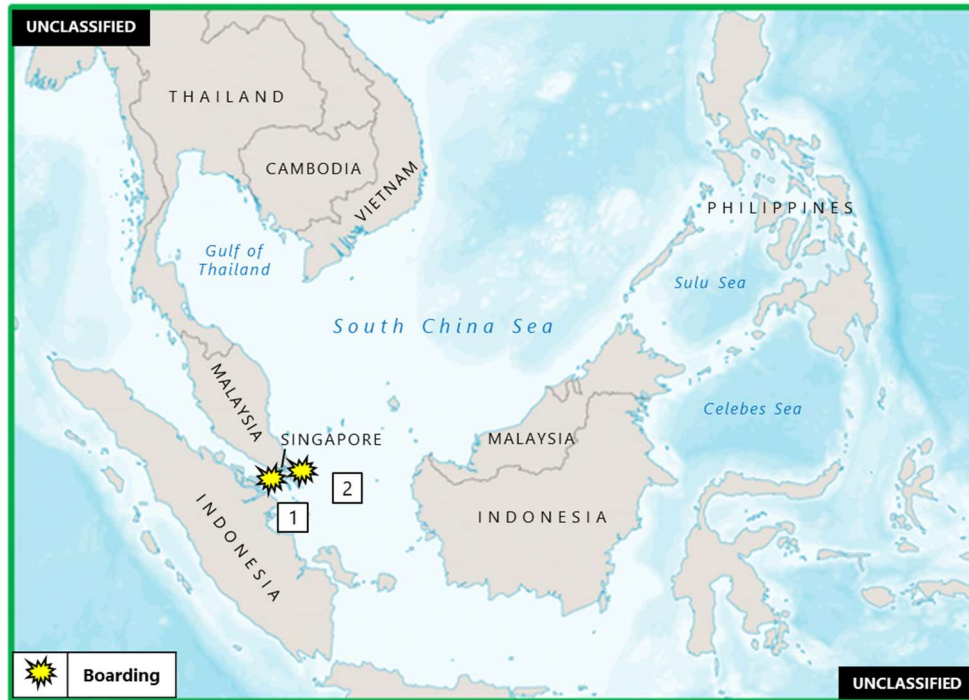 UNCLASSIFIED
THAILAND
CAMBODIA
VIETNAM
PHILIPPINES
Gulf of
Thailand
Sulu Sea
South China Sea
MALAYSIA
Celebes Sea
SINGAPORE
MALAYSIA
2
1
INDONESIA
INDONESIA
Boarding
UNCLASSIFIED